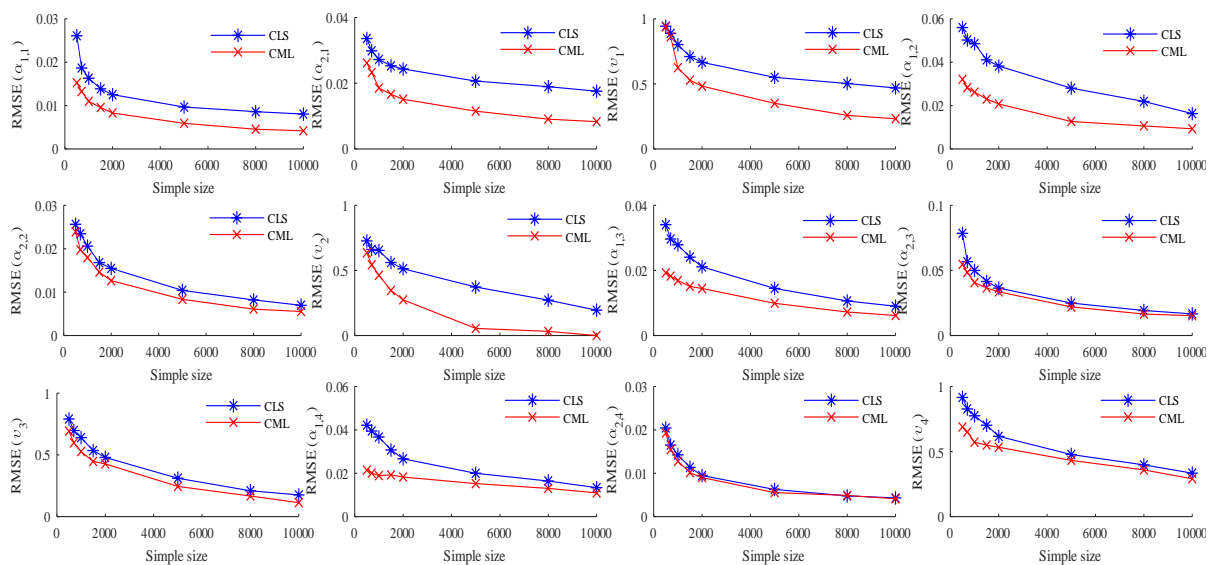 RMSE (α1,1)
0.03
0.02
0.01
0
0 2000 4000 6000 8000 10000
Simple size
CLS
CML
RMSE (α2,1)
0.04
0.02
0
0 2000 4000 6000 8000 10000
Simple size
CLS
CML
RMSE (υ1)
1
0.5
0
0 2000 4000 6000 8000 10000
Simple size
CLS
CML
RMSE (α1,2)
0.06
0.04
0.02
0
0 2000 4000 6000 8000 10000
Simple size
CLS
CML
RMSE (α2,2)
0.03
0.02
0.01
0
0 2000 4000 6000 8000 10000
Simple size
CLS
CML
RMSE (υ2)
1
0.5
0
0 2000 4000 6000 8000 10000
Simple size
CLS
CML
RMSE (α1,3)
0.04
0.02
0
0 2000 4000 6000 8000 10000
Simple size
CLS
CML
RMSE (α2,3)
0.1
0.05
0
0 2000 4000 6000 8000 10000
Simple size
CLS
CML
RMSE (υ3)
1
0.5
0
0 2000 4000 6000 8000 10000
Simple size
CLS
CML
RMSE (α1,4)
0.06
0.04
0.02
0
0 2000 4000 6000 8000 10000
Simple size
CLS
CML
RMSE (α2,4)
0.03
0.02
0.01
0
0 2000 4000 6000 8000 10000
Simple size
CLS
CML
RMSE (υ4)
1
0.5
0
0 2000 4000 6000 8000 10000
Simple size
CLS
CML